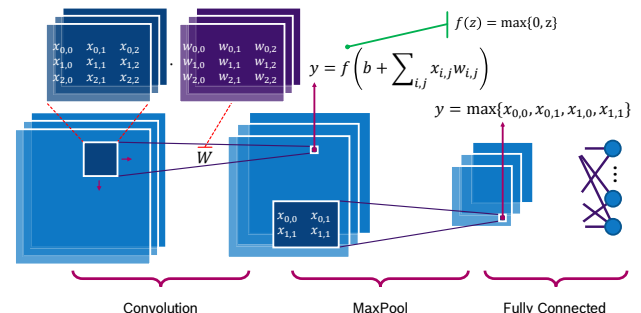 f(z) = max{0, z}
x0,0 x0,1 x0,2
x1,0 x1,1 x1,2
x2,0 x2,1 x2,2
·
w0,0 w0,1 w0,2
w1,0 w1,1 w1,2
w2,0 w2,1 w2,2
y = f(b + ∑i,j xi,jwi,j)
y = max{x0,0, x0,1, x1,0, x1,1}
W
x0,0 x0,1
x1,1 x1,1
...
Convolution
MaxPool
Fully Connected